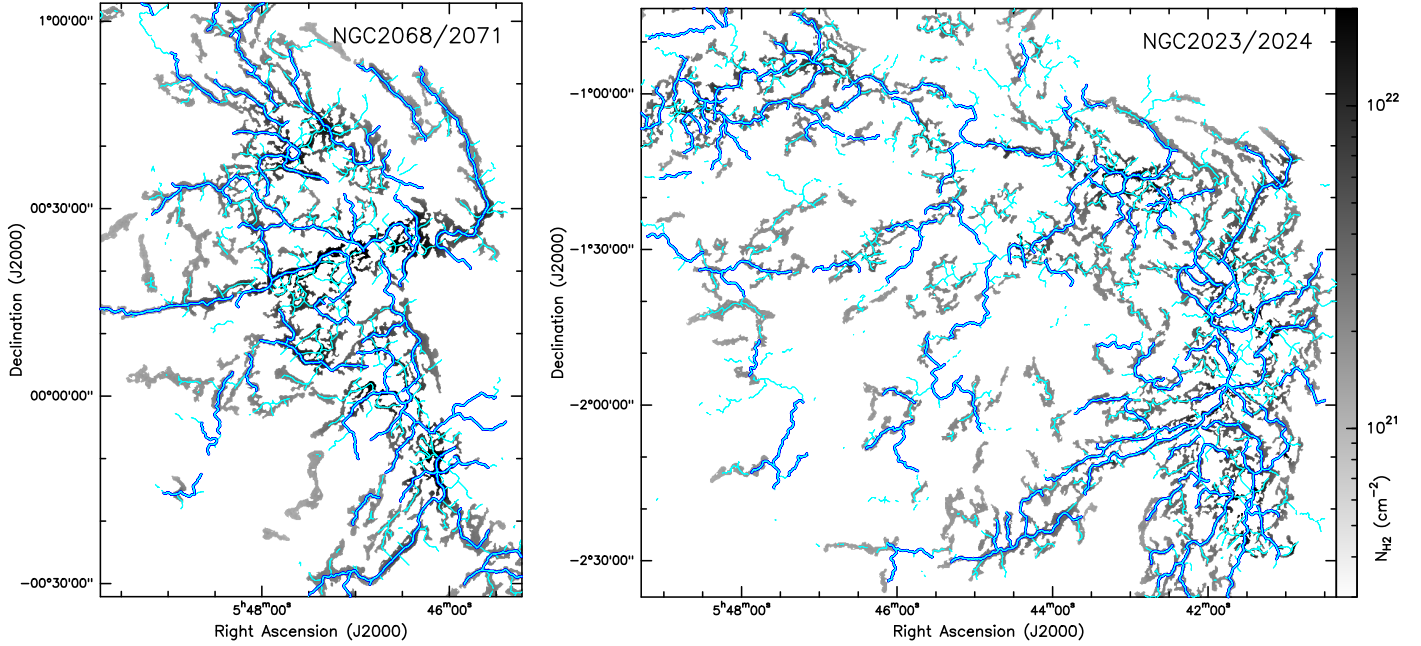 NGC2068/2071
1°00'00"
00°30'00"
00°00'00"
−00°30'00"
Declination (J2000)
5ʰ48ᵐ00ˢ
46ᵐ00ˢ
Right Ascension (J2000)
NGC2023/2024
−1°00'00"
−1°30'00"
−2°00'00"
−2°30'00"
Declination (J2000)
5ʰ48ᵐ00ˢ
46ᵐ00ˢ
44ᵐ00ˢ
42ᵐ00ˢ
Right Ascension (J2000)
10²²
10²¹
N_H2 (cm⁻²)